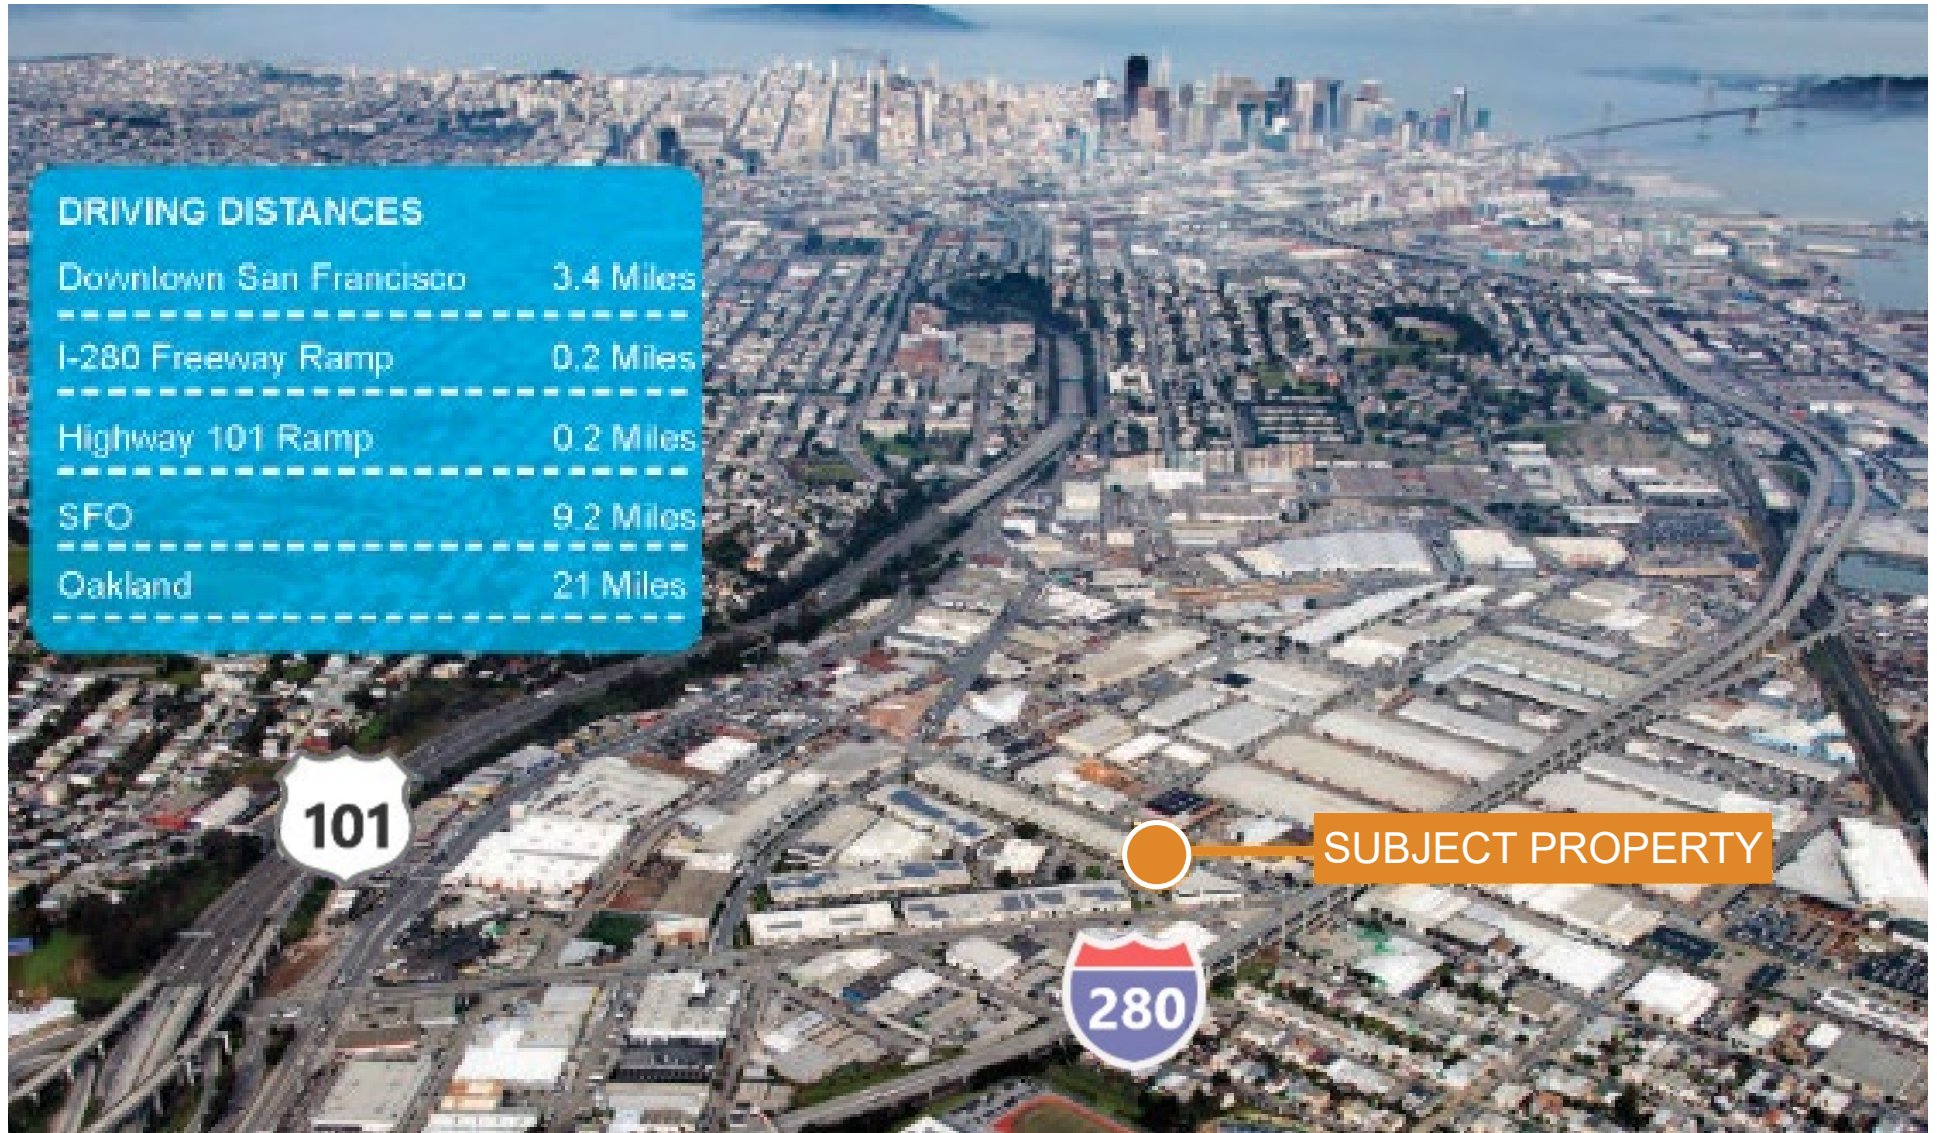 DRIVING DISTANCES
Downtown San Francisco 3.4 Miles
I-280 Freeway Ramp 0.2 Miles
Highway 101 Ramp 0.2 Miles
SFO 9.2 Miles
Oakland 21 Miles
101
SUBJECT PROPERTY
280